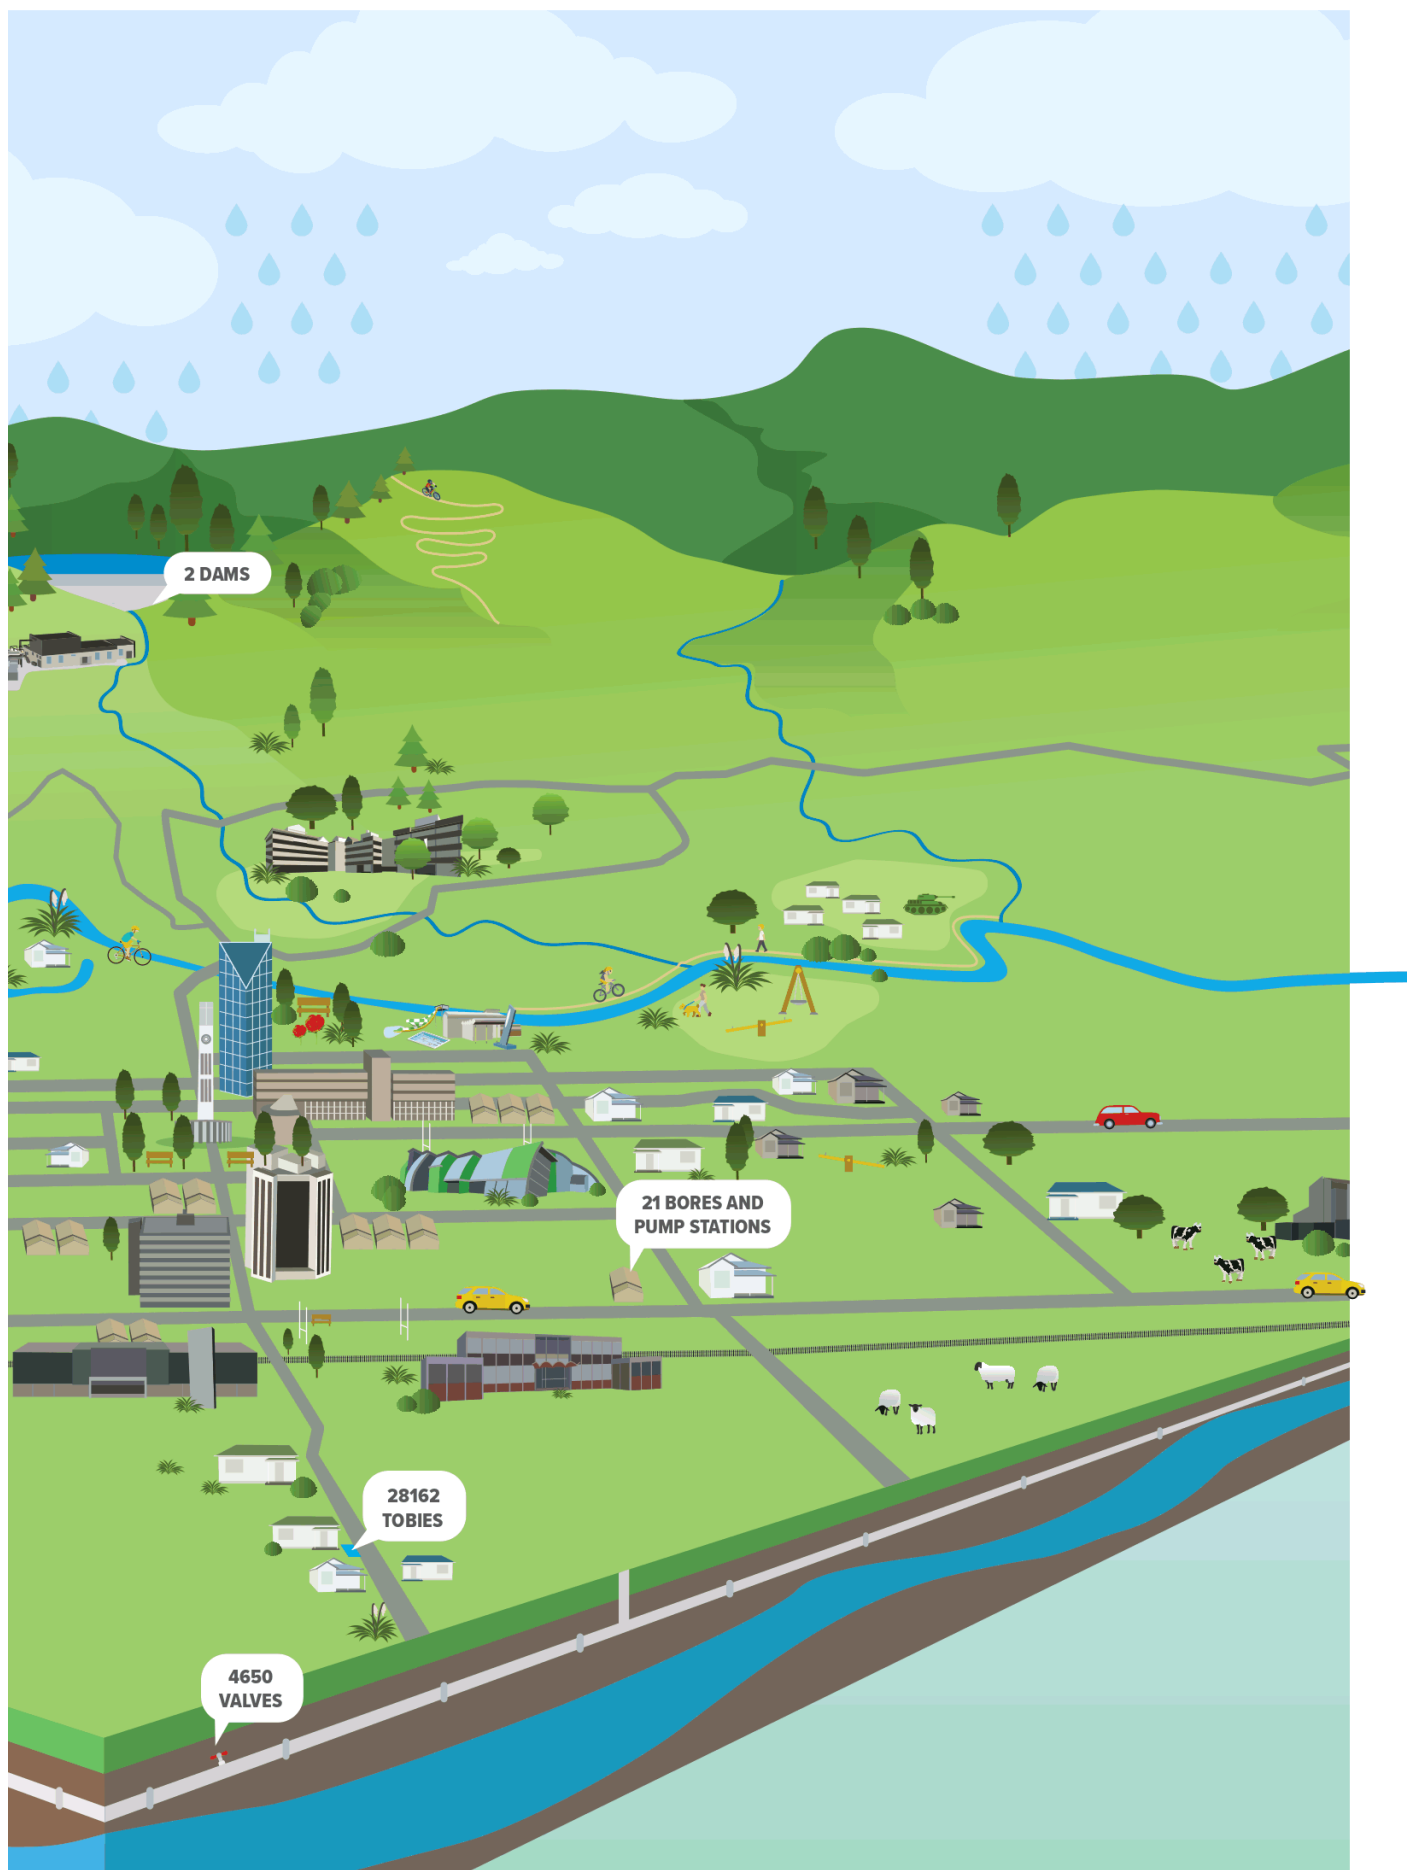 2 DAMS
21 BORES AND
PUMP STATIONS
28162
TOBIES
4650
VALVES